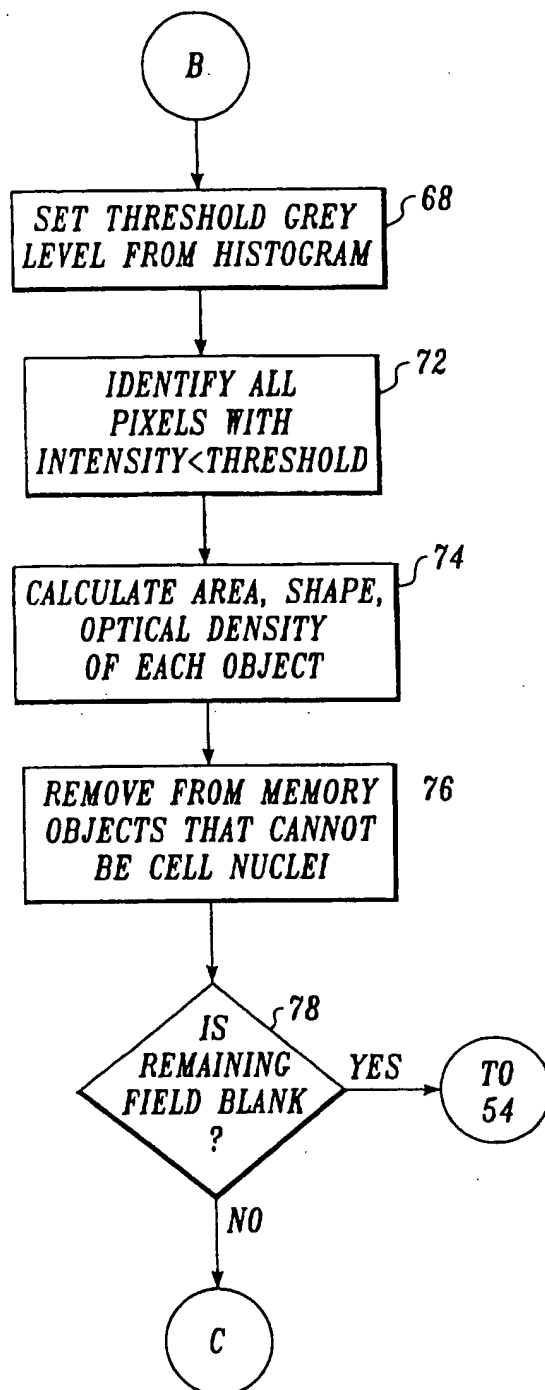 B
SET THRESHOLD GREY
LEVEL FROM HISTOGRAM
68
IDENTIFY ALL
PIXELS WITH
INTENSITY<THRESHOLD
72
CALCULATE AREA, SHAPE,
OPTICAL DENSITY
OF EACH OBJECT
74
REMOVE FROM MEMORY
OBJECTS THAT CANNOT
BE CELL NUCLEI
76
IS
REMAINING
FIELD BLANK
?
78
YES
TO
54
NO
C